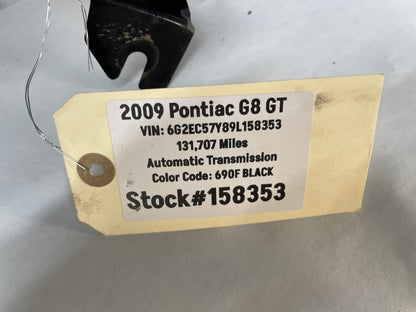 2009 Pontiac G8 GT
VIN: 6G2EC57Y89L158353
131,707 Miles
Automatic Transmission
Color Code: 690F BLACK
Stock#158353